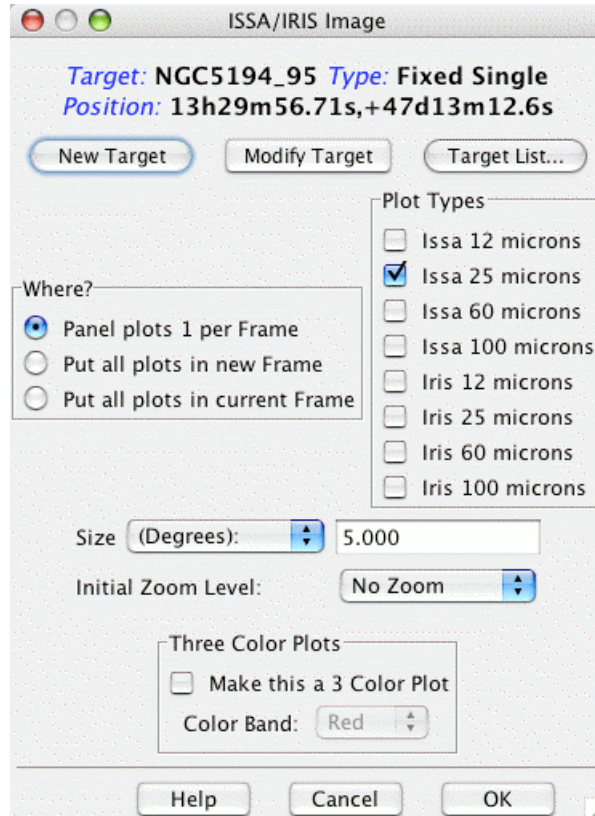 ISSA/IRIS Image
Target: NGC5194_95 Type: Fixed Single
Position: 13h29m56.71s,+47d13m12.6s
New Target
Modify Target
Target List...
Where?
Panel plots 1 per Frame
Put all plots in new Frame
Put all plots in current Frame
Plot Types
Issa 12 microns
Issa 25 microns
Issa 60 microns
Issa 100 microns
Iris 12 microns
Iris 25 microns
Iris 60 microns
Iris 100 microns
Size (Degrees): 5.000
Initial Zoom Level: No Zoom
Three Color Plots
Make this a 3 Color Plot
Color Band: Red
Help
Cancel
OK